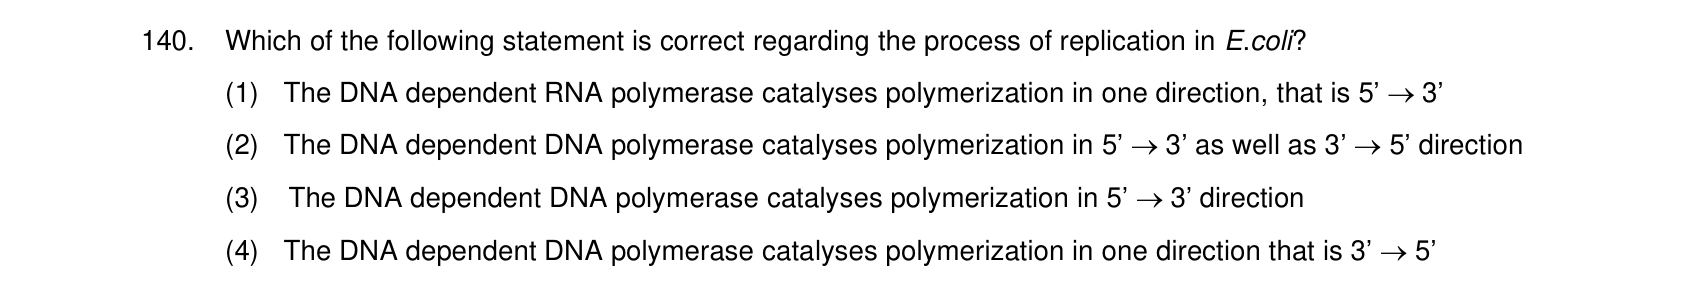 140. Which of the following statement is correct regarding the process of replication in E.coli?
(1) The DNA dependent RNA polymerase catalyses polymerization in one direction, that is 5’ → 3’
(2) The DNA dependent DNA polymerase catalyses polymerization in 5’ → 3’ as well as 3’ → 5’ direction
(3) The DNA dependent DNA polymerase catalyses polymerization in 5’ → 3’ direction
(4) The DNA dependent DNA polymerase catalyses polymerization in one direction that is 3’ → 5’